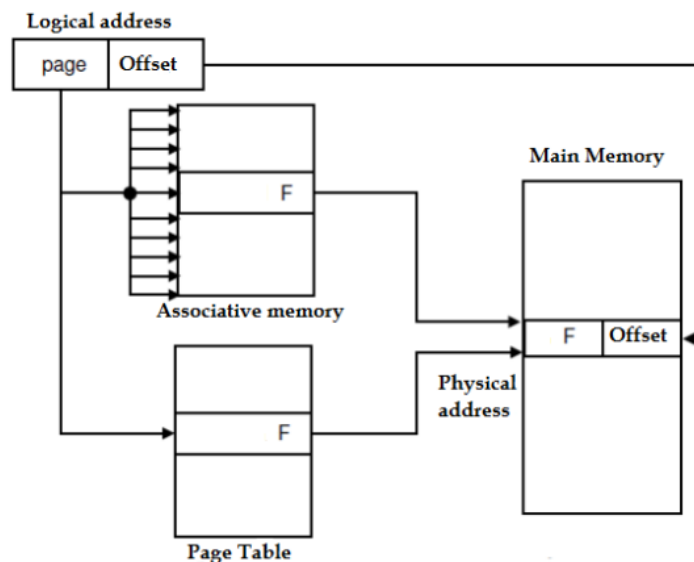 Logical address
page Offset
Main Memory
F
Associative memory
F Offset
Physical
address
F
Page Table